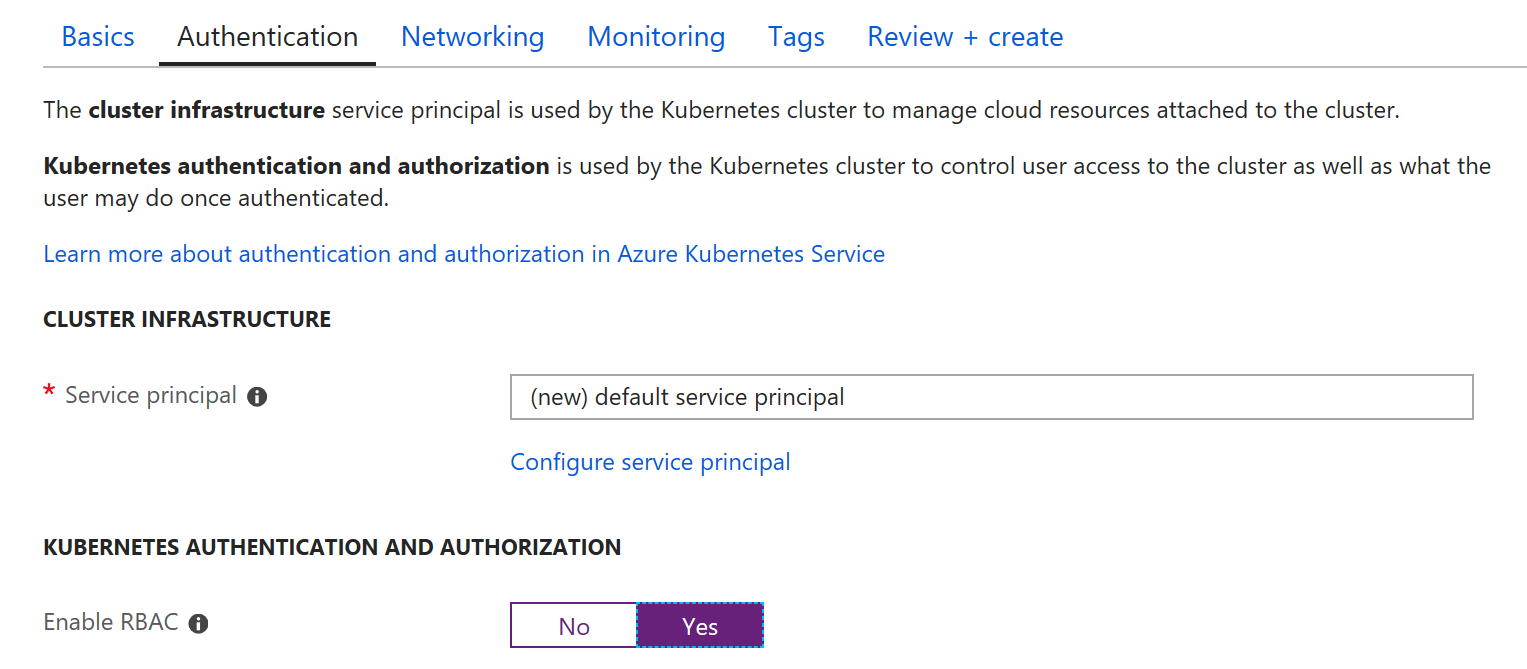 Basics Authentication Networking Monitoring Tags Review + create
The cluster infrastructure service principal is used by the Kubernetes cluster to manage cloud resources attached to the cluster.
Kubernetes authentication and authorization is used by the Kubernetes cluster to control user access to the cluster as well as what the
user may do once authenticated.
Learn more about authentication and authorization in Azure Kubernetes Service
CLUSTER INFRASTRUCTURE
* Service principal (new) default service principal
Configure service principal
KUBERNETES AUTHENTICATION AND AUTHORIZATION
Enable RBAC No Yes